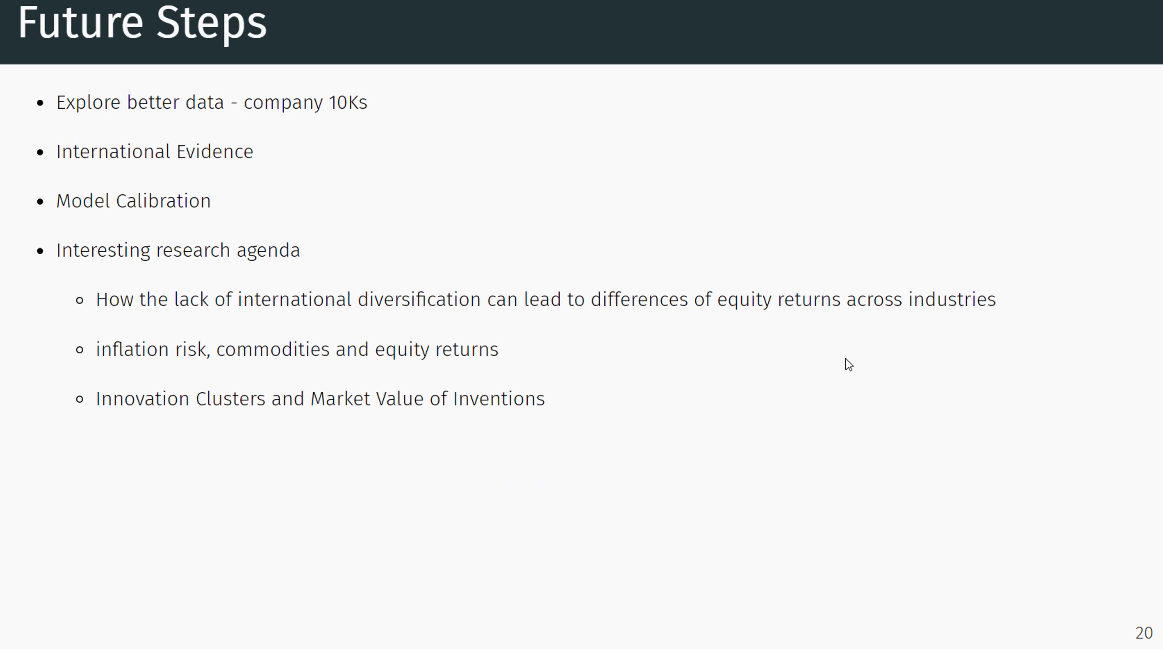 Future Steps
Explore better data - company 10Ks
International Evidence
Model Calibration
Interesting research agenda
How the lack of international diversification can lead to differences of equity returns across industries
inflation risk, commodities and equity returns
Innovation Clusters and Market Value of Inventions
20